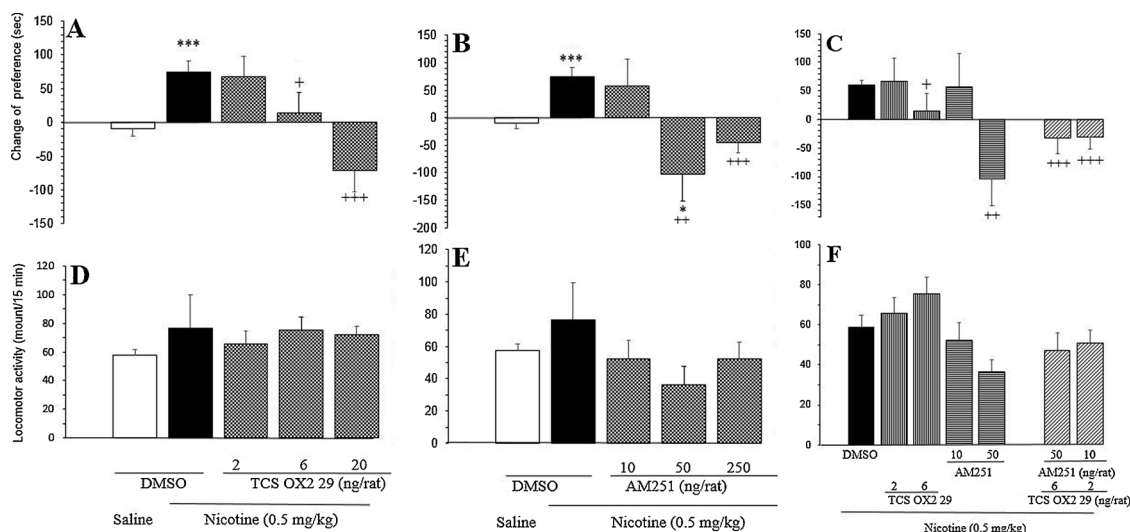 A
B
C
Change of preference (sec)
150
100
50
0
-50
-100
-150
***
+
+++
150
100
50
0
-50
-100
-150
-200
***
*
++
+++
150
100
50
0
-50
-100
-150
+
++
+++
+++
D
E
F
Locomotor activity (mount/15 min)
120
100
80
60
40
20
0
120
100
80
60
40
20
0
100
80
60
40
20
0
2 6 20
DMSO TCS OX2 29 (ng/rat)
Saline Nicotine (0.5 mg/kg)
10 50 250
DMSO AM251 (ng/rat)
Saline Nicotine (0.5 mg/kg)
DMSO 10 50 50 10
AM251 AM251 (ng/rat)
2 6 6 2
TCS OX2 29 TCS OX2 29 (ng/rat)
Nicotine (0.5 mg/kg)